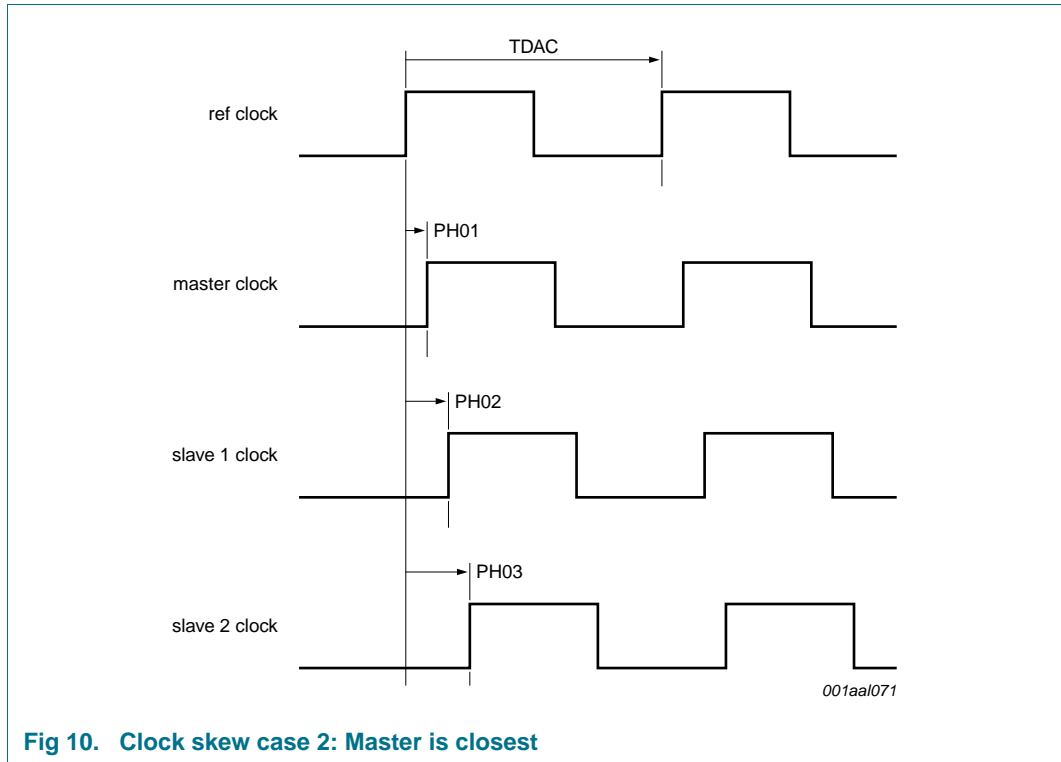 TDAC
ref clock
PH01
master clock
PH02
slave 1 clock
PH03
slave 2 clock
001aal071
Fig 10. Clock skew case 2: Master is closest